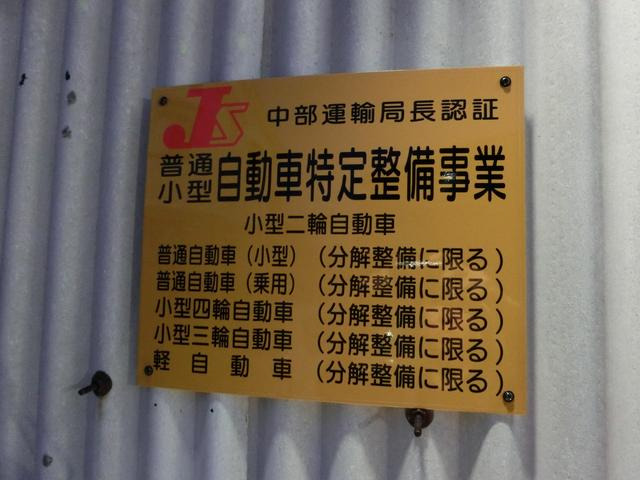 JS 中部運輸局長認証
普通小型 自動車特定整備事業
小型二輪自動車
普通自動車（小型）（分解整備に限る）
普通自動車（乗用）（分解整備に限る）
小型四輪自動車（分解整備に限る）
小型三輪自動車（分解整備に限る）
軽自動車（分解整備に限る）